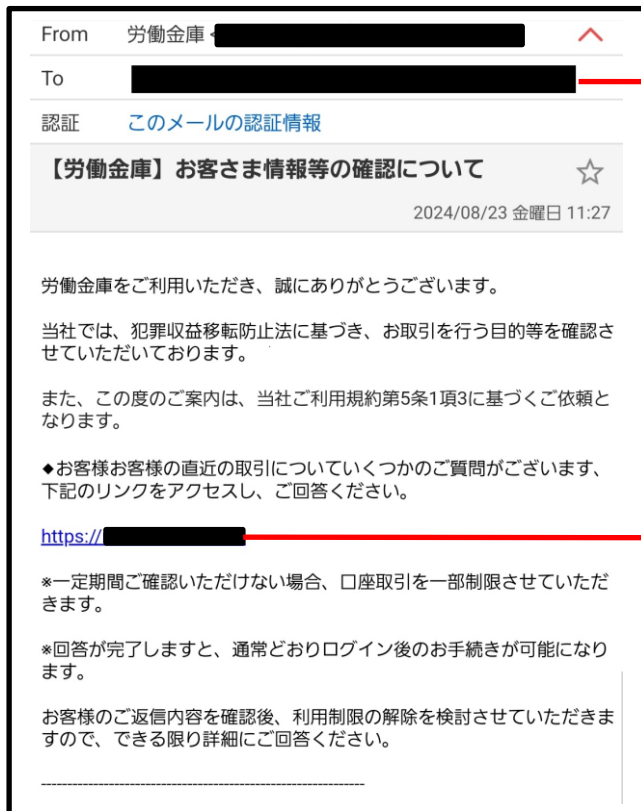 From 労働金庫 <
To
認証 このメールの認証情報
【労働金庫】お客さま情報等の確認について ☆
2024/08/23 金曜日 11:27
労働金庫をご利用いただき、誠にありがとうございます。
当社では、犯罪収益移転防止法に基づき、お取引を行う目的等を確認さ
せていただいております。
また、この度のご案内は、当社ご利用規約第5条1項3に基づくご依頼と
なります。
◆お客様お客様の直近の取引についていくつかのご質問がございます、
下記のリンクをアクセスし、ご回答ください。
https://
※一定期間ご確認いただけない場合、口座取引を一部制限させていただ
きます。
※回答が完了しますと、通常どおりログイン後のお手続きが可能になり
ます。
お客様のご返信内容を確認後、利用制限の解除を検討させていただきま
すので、できる限り詳細にご回答ください。